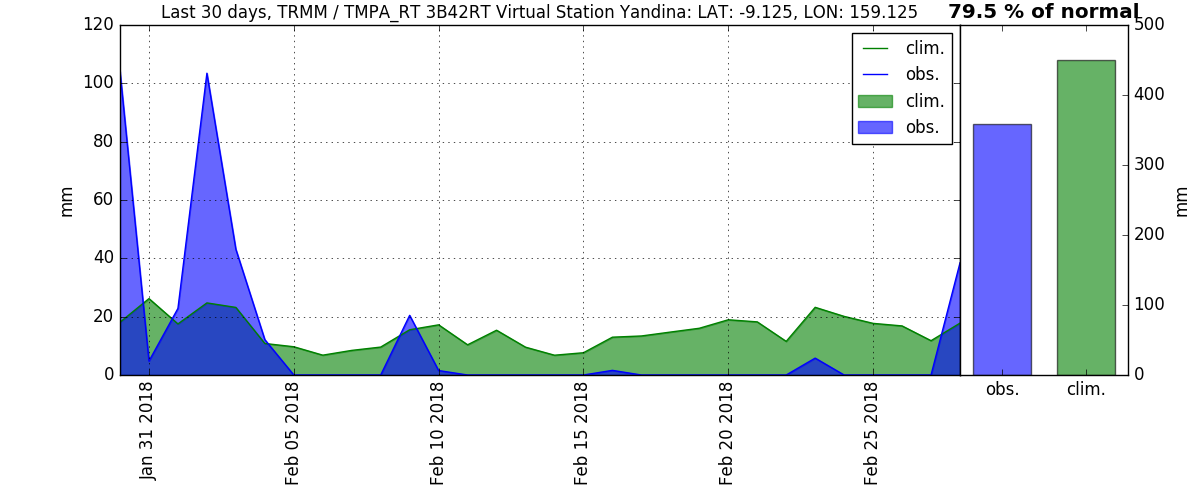 Last 30 days, TRMM / TMPA_RT 3B42RT Virtual Station Yandina: LAT: -9.125, LON: 159.125
79.5 % of normal
120
100
80
60
40
20
0
mm
clim.
obs.
clim.
obs.
Jan 31 2018
Feb 05 2018
Feb 10 2018
Feb 15 2018
Feb 20 2018
Feb 25 2018
500
400
300
200
100
0
mm
obs.
clim.